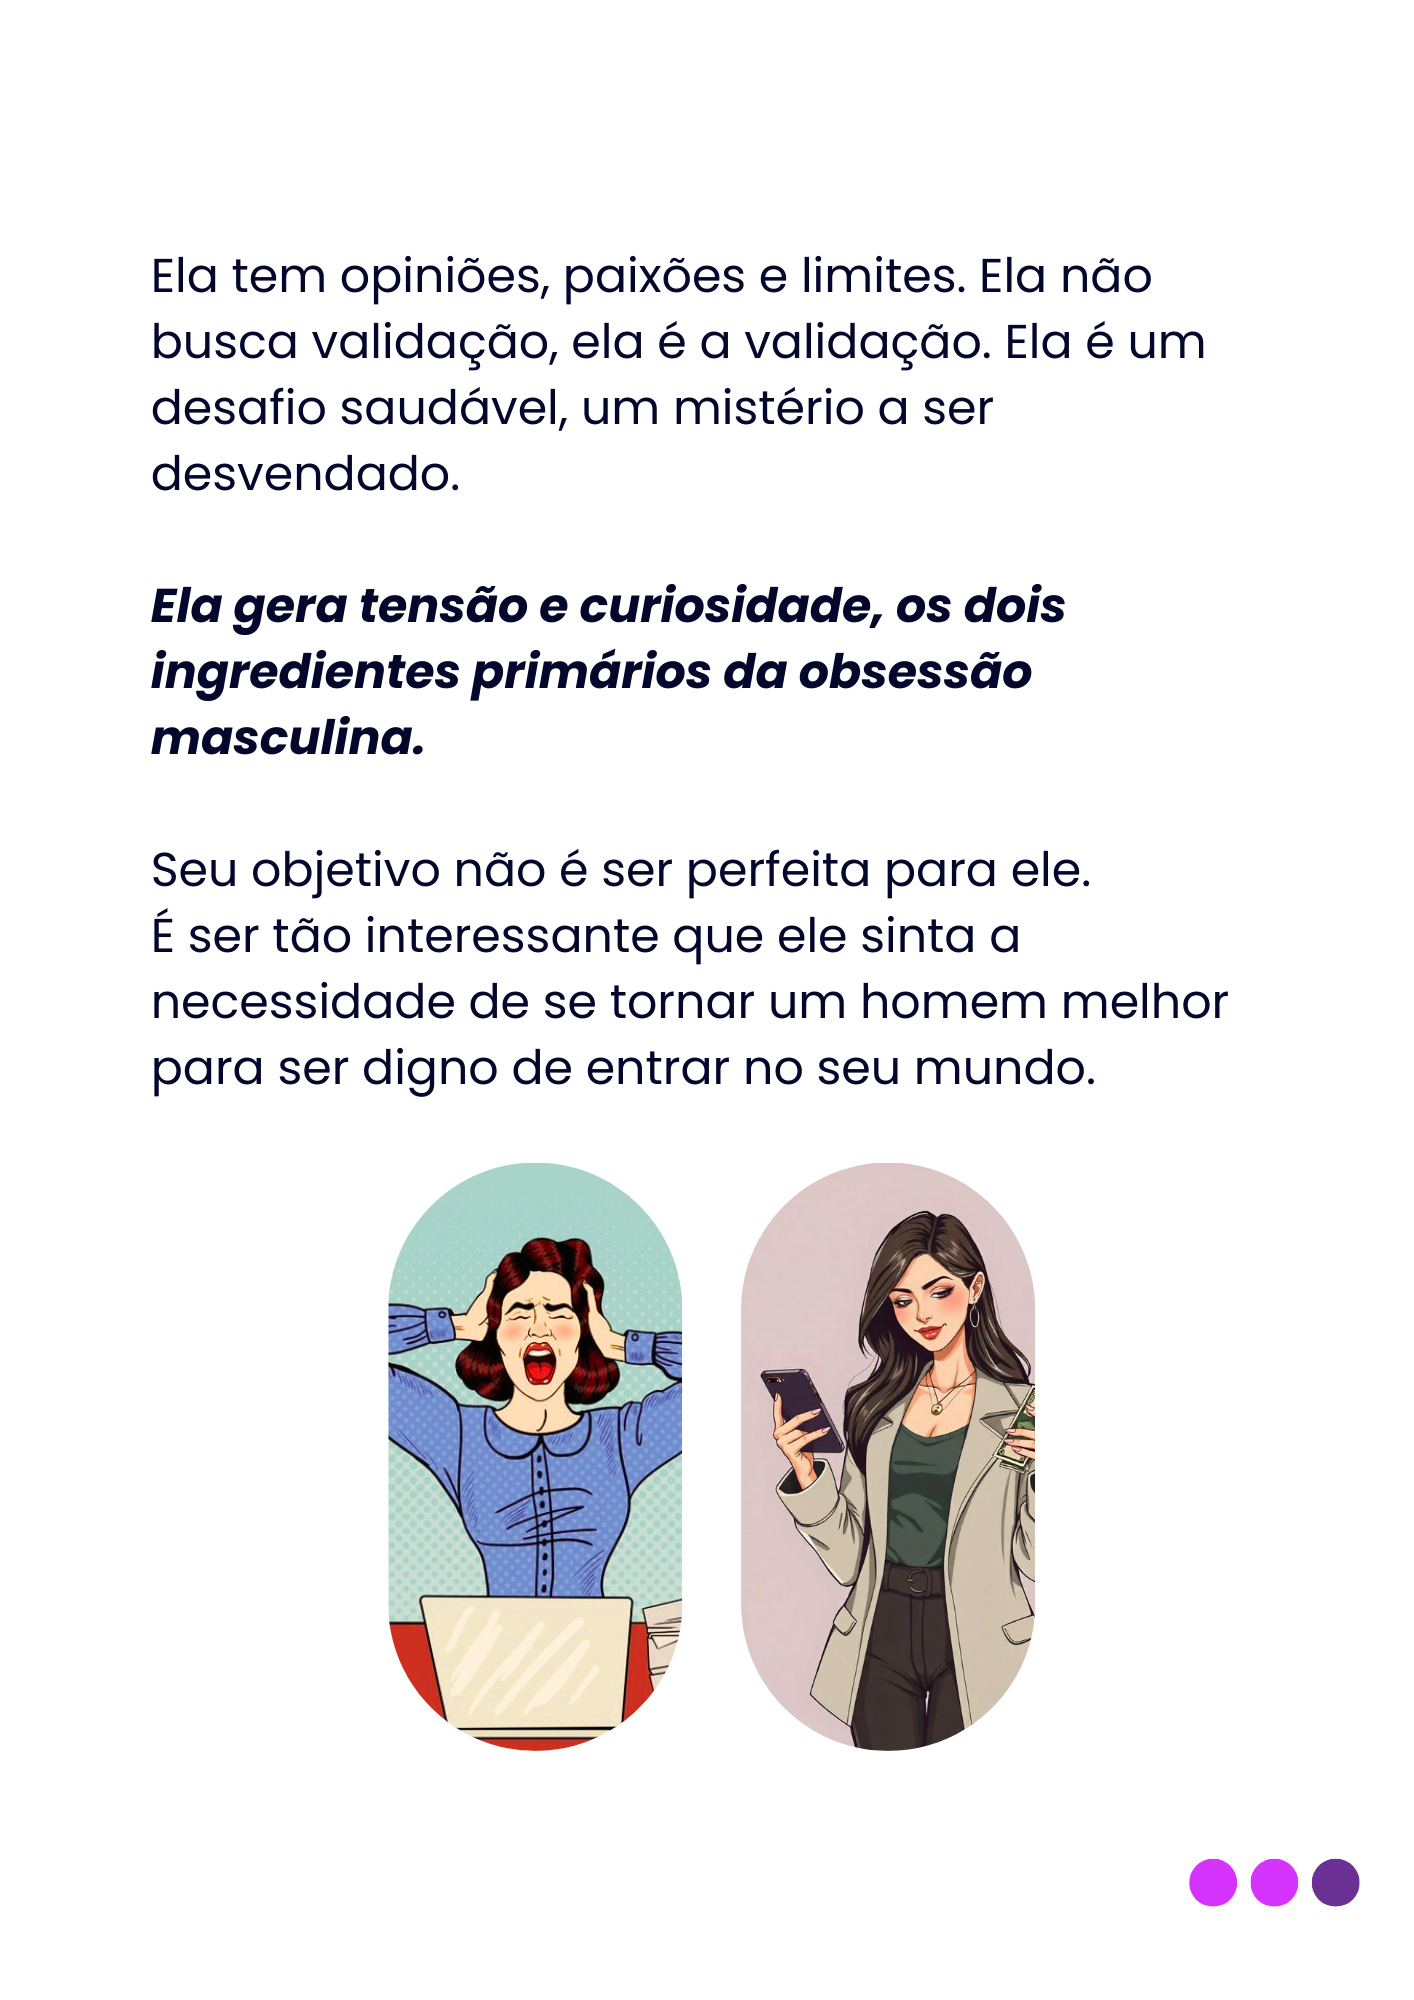 Ela tem opiniões, paixões e limites. Ela não
busca validação, ela é a validação. Ela é um
desafio saudável, um mistério a ser
desvendado.
Ela gera tensão e curiosidade, os dois
ingredientes primários da obsessão
masculina.
Seu objetivo não é ser perfeita para ele.
É ser tão interessante que ele sinta a
necessidade de se tornar um homem melhor
para ser digno de entrar no seu mundo.